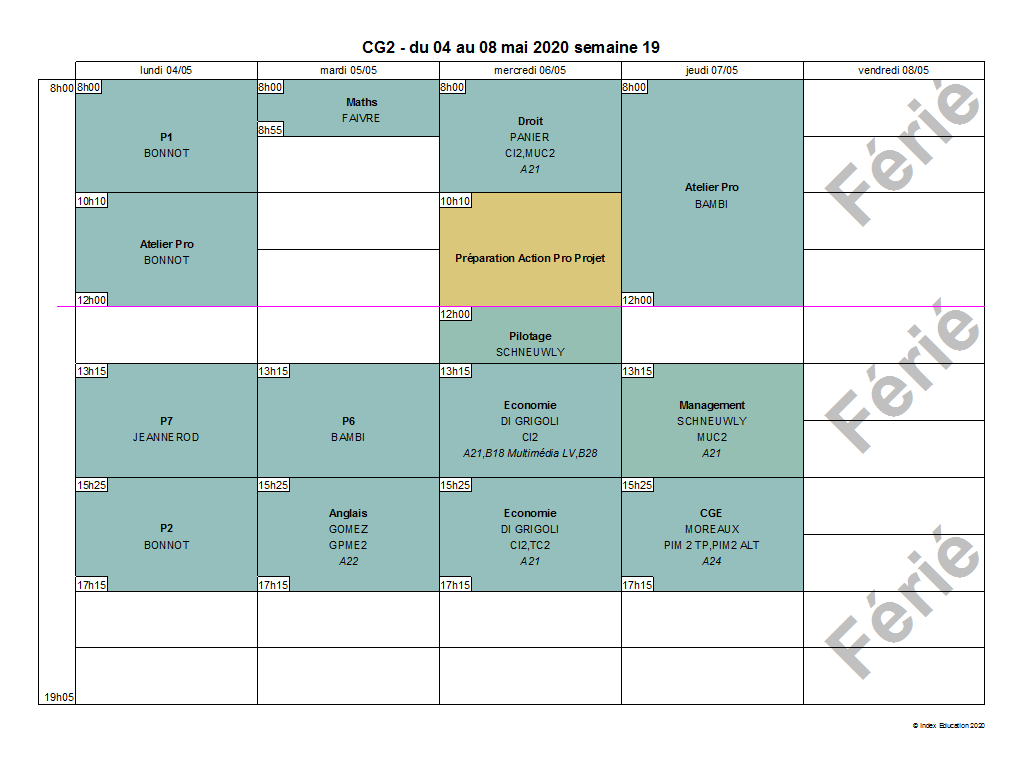 CG2 - du 04 au 08 mai 2020 semaine 19
lundi 04/05
mardi 05/05
mercredi 06/05
jeudi 07/05
vendredi 08/05
8h00
19h05
8h00
P1
BONNOT
10h10
Atelier Pro
BONNOT
12h00
13h15
P7
JEANNEROD
15h25
P2
BONNOT
17h15
8h00
Maths
FAIVRE
8h55
13h15
P6
BAMBI
15h25
Anglais
GOMEZ
GPME2
A22
17h15
8h00
Droit
PANIER
CI2,MUC2
A21
10h10
Préparation Action Pro Projet
12h00
Pilotage
SCHNEUWLY
13h15
Economie
DI GRIGOLI
CI2
A21,B18 Multimédia LV,B28
15h25
Economie
DI GRIGOLI
CI2,TC2
A21
17h15
8h00
Atelier Pro
BAMBI
12h00
13h15
Management
SCHNEUWLY
MUC2
A21
15h25
CGE
MOREAUX
PIM 2 TP,PIM2 ALT
A24
17h15
Férié
Férié
Férié
© Index Education 2020